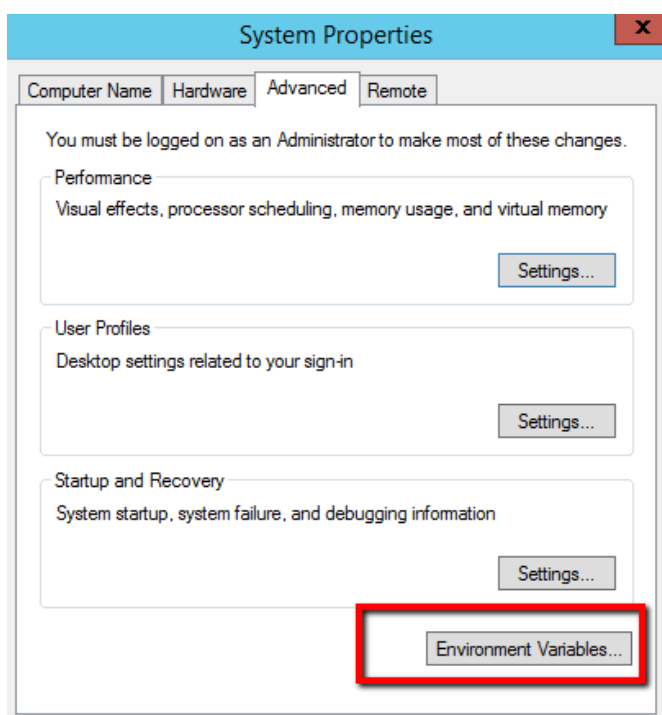 System Properties
x
Computer Name Hardware Advanced Remote
You must be logged on as an Administrator to make most of these changes.
Performance
Visual effects, processor scheduling, memory usage, and virtual memory
Settings...
User Profiles
Desktop settings related to your sign-in
Settings...
Startup and Recovery
System startup, system failure, and debugging information
Settings...
Environment Variables...